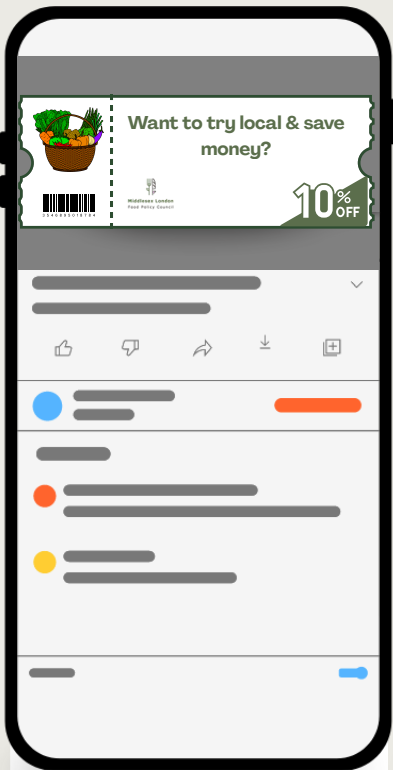 Want to try local & save
money?
Middlesex London
Food Policy Council
10%
OFF